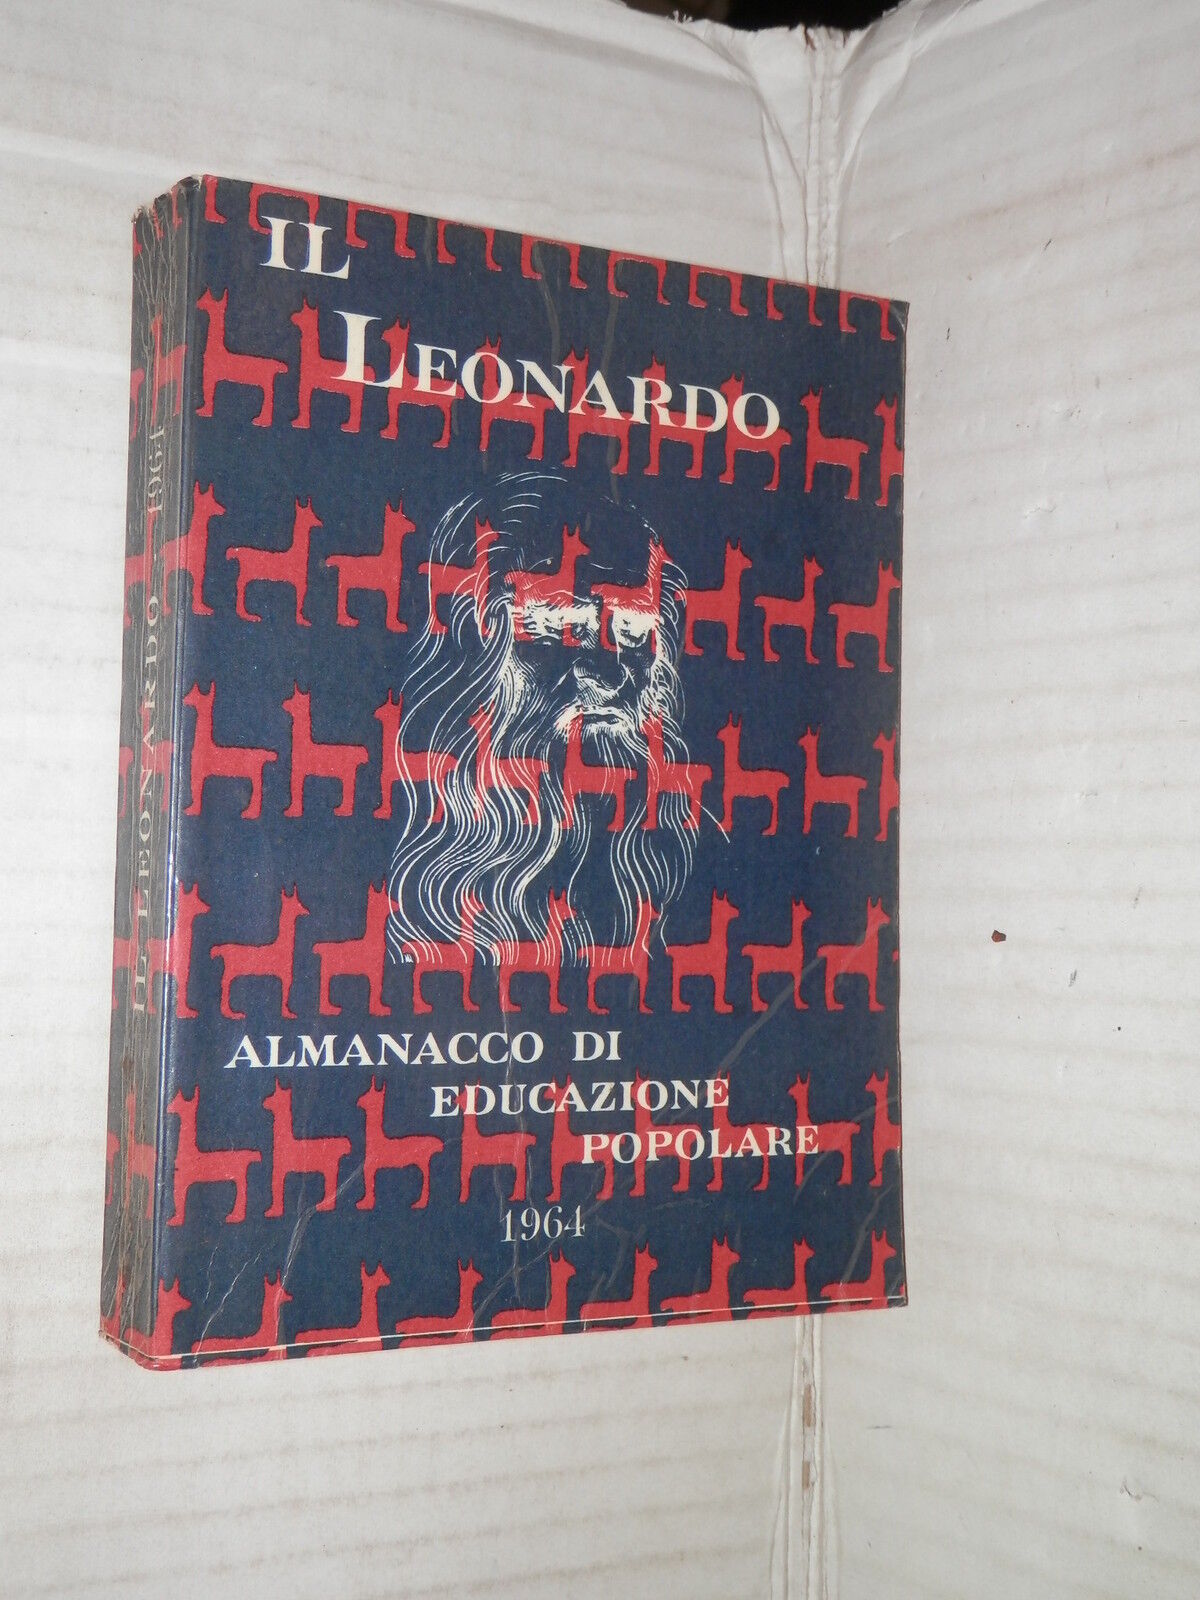 IL
LEONARDO
ALMANACCO DI
EDUCAZIONE
POPOLARE
1964
IL LEONARDO - 1964